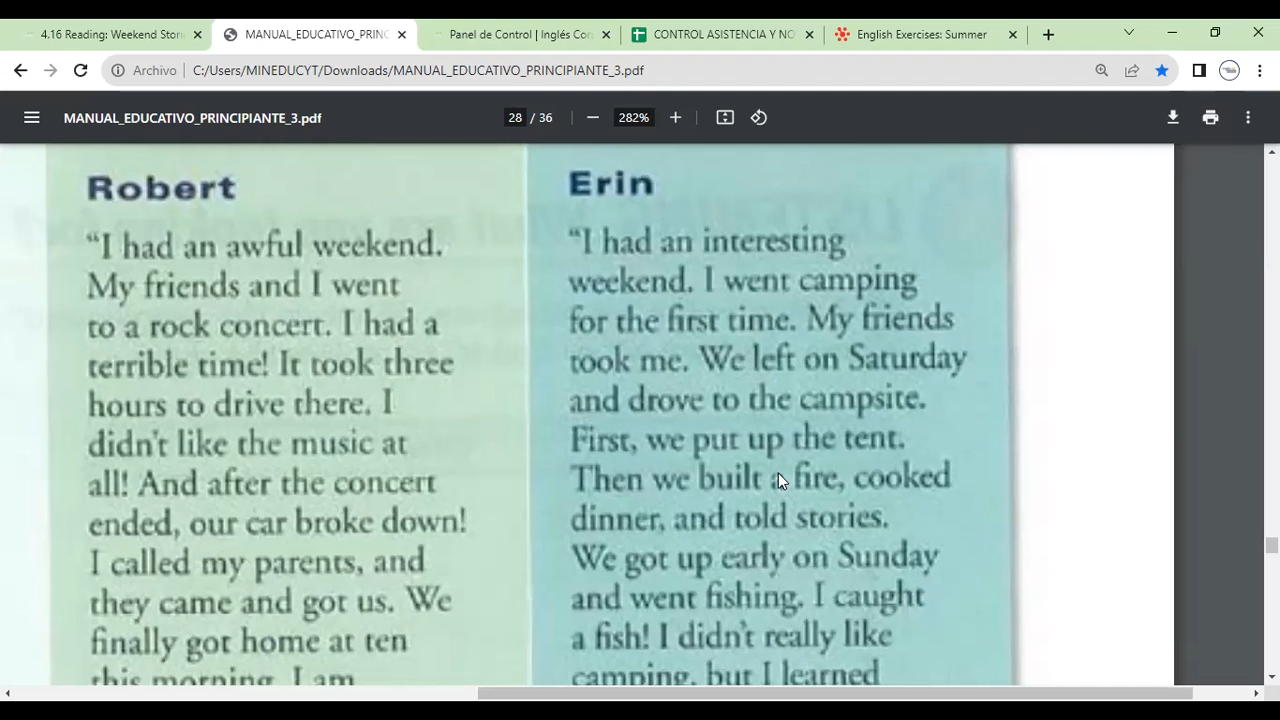 4.16 Reading: Weekend Stori
MANUAL_EDUCATIVO_PRINC
Panel de Control | Inglés Con
CONTROL ASISTENCIA Y NO
English Exercises: Summer
Archivo
C:/Users/MINEDUCYT/Downloads/MANUAL_EDUCATIVO_PRINCIPIANTE_3.pdf
MANUAL_EDUCATIVO_PRINCIPIANTE_3.pdf
28 / 36
282%
Robert
“I had an awful weekend.
My friends and I went
to a rock concert. I had a
terrible time! It took three
hours to drive there. I
didn’t like the music at
all! And after the concert
ended, our car broke down!
I called my parents, and
they came and got us. We
finally got home at ten
this morning. I am
Erin
“I had an interesting
weekend. I went camping
for the first time. My friends
took me. We left on Saturday
and drove to the campsite.
First, we put up the tent.
Then we built a fire, cooked
dinner, and told stories.
We got up early on Sunday
and went fishing. I caught
a fish! I didn’t really like
camping, but I learned